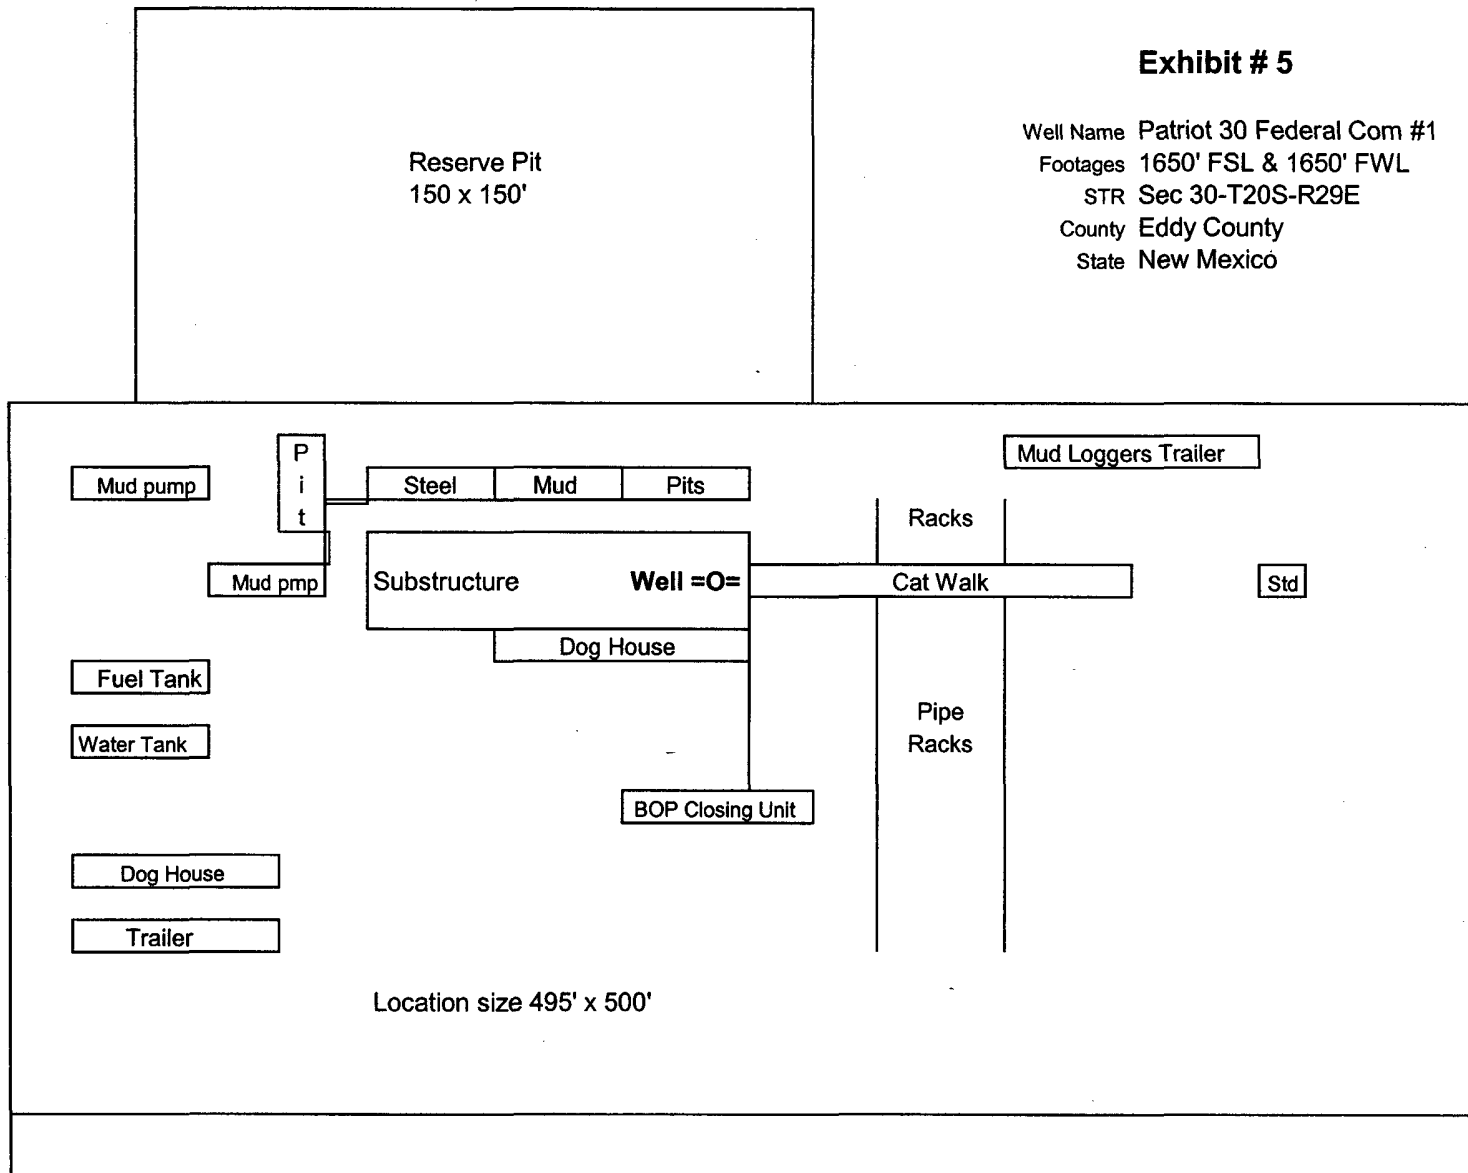 Exhibit # 5
Well Name Patriot 30 Federal Com #1
Footages 1650' FSL & 1650' FWL
STR Sec 30-T20S-R29E
County Eddy County
State New Mexico
Reserve Pit
150 x 150'
Pit
Mud Loggers Trailer
Mud pump
Steel Mud Pits
Racks
Mud pmp
Substructure Well =O=
Cat Walk
Std
Dog House
Fuel Tank
Pipe
Racks
Water Tank
BOP Closing Unit
Dog House
Trailer
Location size 495' x 500'